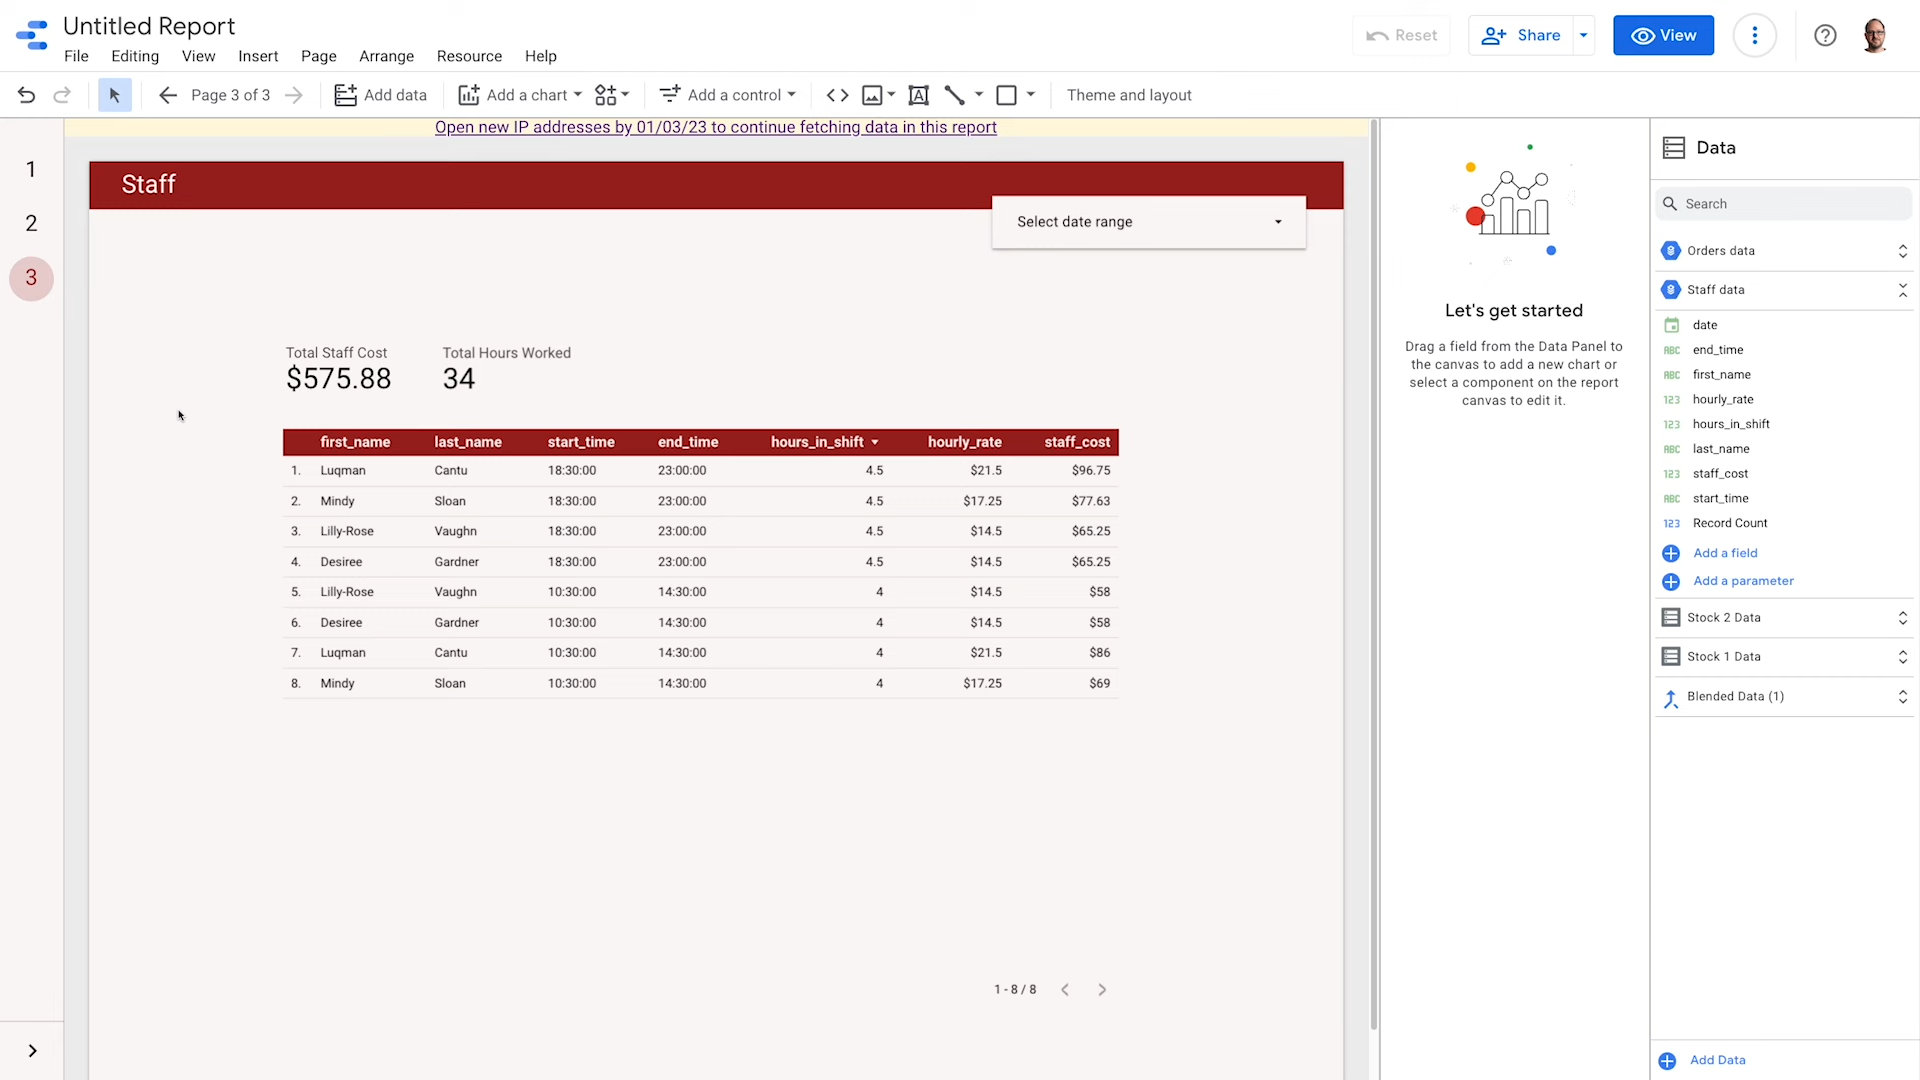 Untitled Report
Reset
Share
View
File Editing View Insert Page Arrange Resource Help
Page 3 of 3
Add data
Add a chart
Add a control
Theme and layout
Open new IP addresses by 01/03/23 to continue fetching data in this report
1
2
3
Staff
Select date range
Total Staff Cost
$575.88
Total Hours Worked
34
first_name last_name start_time end_time hours_in_shift hourly_rate staff_cost
1. Luqman Cantu 18:30:00 23:00:00 4.5 $21.5 $96.75
2. Mindy Sloan 18:30:00 23:00:00 4.5 $17.25 $77.63
3. Lilly-Rose Vaughn 18:30:00 23:00:00 4.5 $14.5 $65.25
4. Desiree Gardner 18:30:00 23:00:00 4.5 $14.5 $65.25
5. Lilly-Rose Vaughn 10:30:00 14:30:00 4 $14.5 $58
6. Desiree Gardner 10:30:00 14:30:00 4 $14.5 $58
7. Luqman Cantu 10:30:00 14:30:00 4 $21.5 $86
8. Mindy Sloan 10:30:00 14:30:00 4 $17.25 $69
1 - 8 / 8
Let's get started
Drag a field from the Data Panel to
the canvas to add a new chart or
select a component on the report
canvas to edit it.
Data
Search
Orders data
Staff data
date
ABC end_time
ABC first_name
123 hourly_rate
123 hours_in_shift
ABC last_name
123 staff_cost
ABC start_time
123 Record Count
Add a field
Add a parameter
Stock 2 Data
Stock 1 Data
Blended Data (1)
Add Data